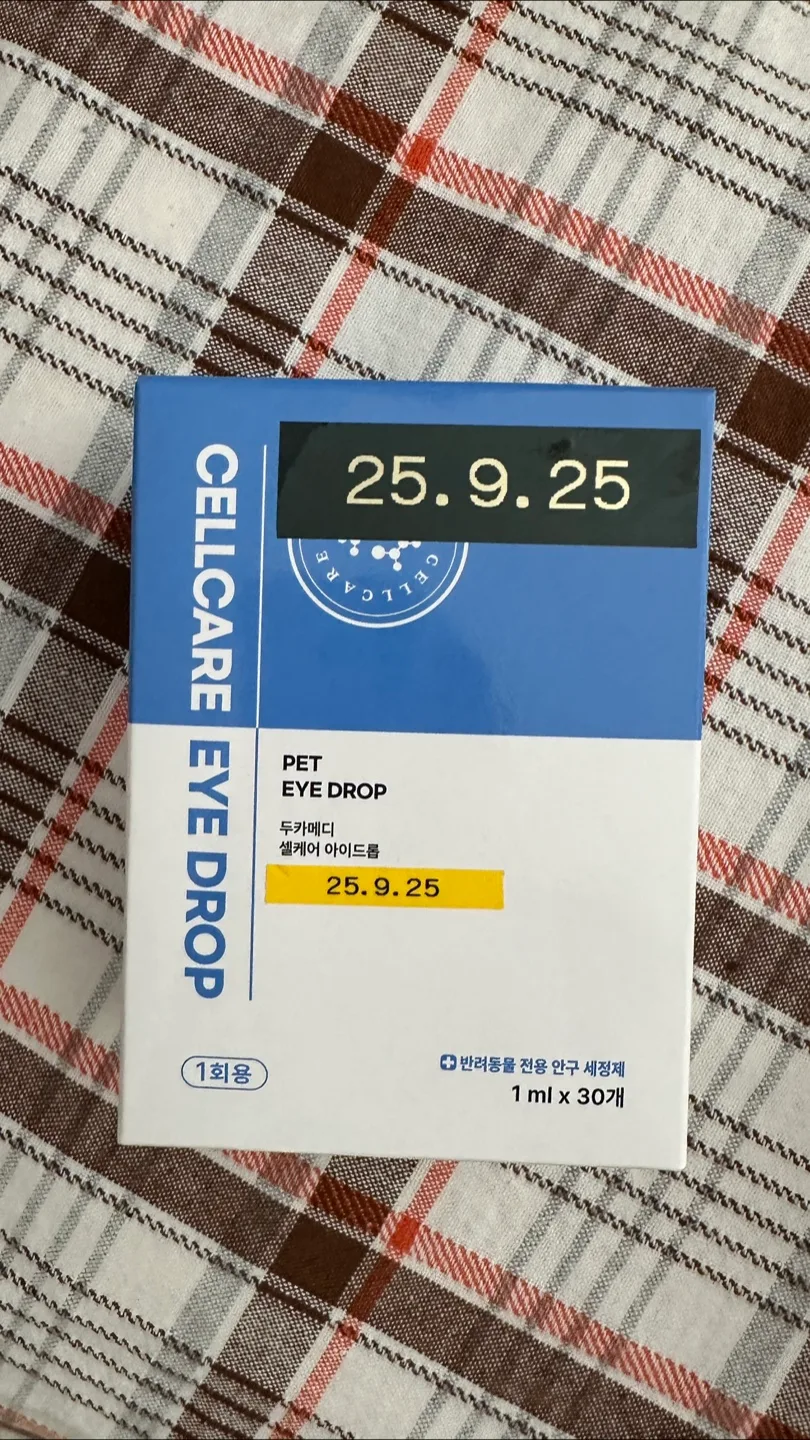 25.9.25
CELLCARE
CELLCARE EYE DROP
PET
EYE DROP
두카메디
셀케어 아이드롭
25.9.25
1회용
반려동물 전용 안구 세정제
1 ml x 30개